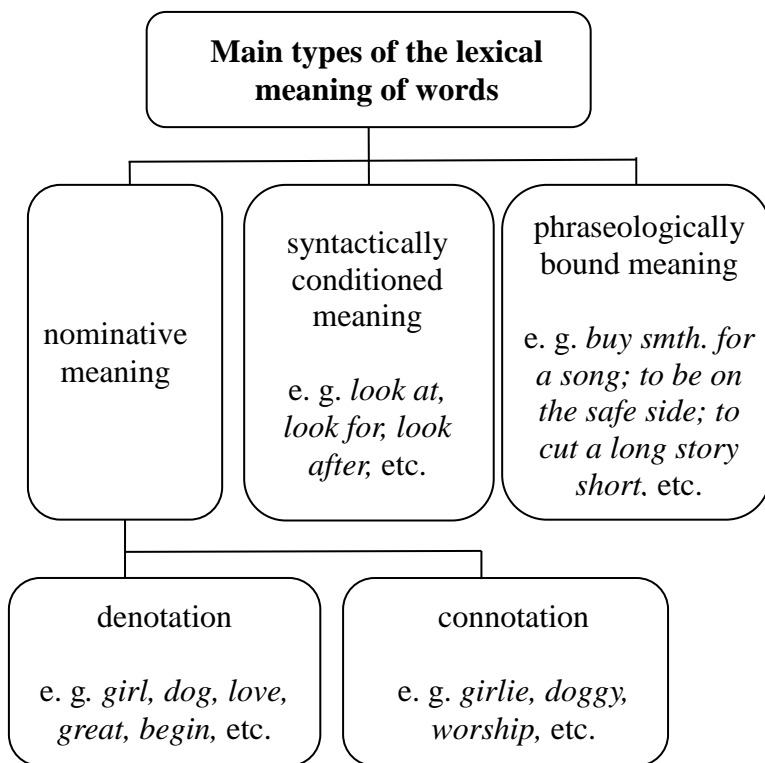 Main types of the lexical
meaning of words
nominative
meaning
syntactically
conditioned
meaning
e. g. look at,
look for, look
after, etc.
phraseologically
bound meaning
e. g. buy smth. for
a song; to be on
the safe side; to
cut a long story
short, etc.
denotation
e. g. girl, dog, love,
great, begin, etc.
connotation
e. g. girlie, doggy,
worship, etc.